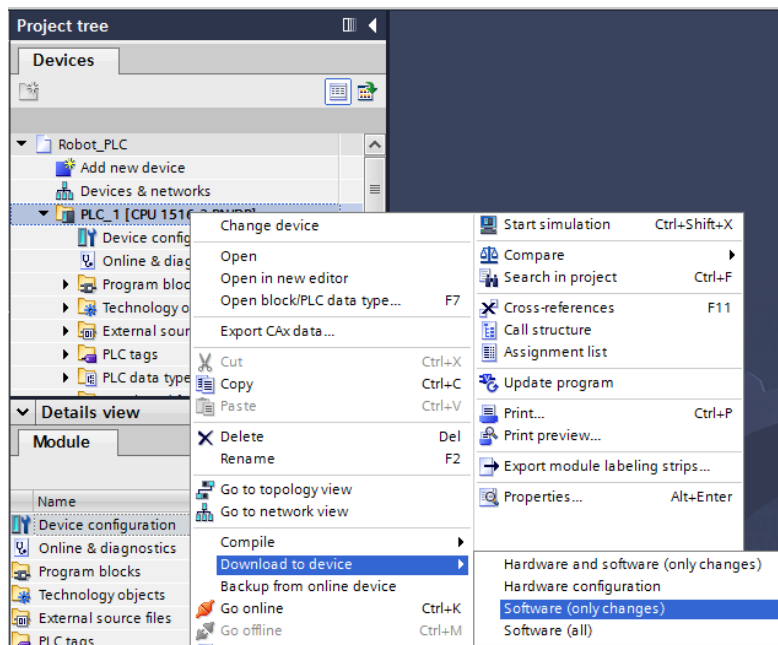 Project tree
Devices
Robot_PLC
Add new device
Devices & networks
PLC_1 [CPU 1516
Device config
Online & diag
Program bloc
Technology o
External sour
PLC tags
PLC data type
Details view
Module
Name
Device configuration
Online & diagnostics
Program blocks
Technology objects
External source files
PLC tags
Change device
Open
Open in new editor
Open block/PLC data type... F7
Export CAx data...
Cut Ctrl+X
Copy Ctrl+C
Paste Ctrl+V
Delete Del
Rename F2
Go to topology view
Go to network view
Compile
Download to device
Backup from online device
Go online Ctrl+K
Go offline Ctrl+M
Start simulation Ctrl+Shift+X
Compare
Search in project Ctrl+F
Cross-references F11
Call structure
Assignment list
Update program
Print... Ctrl+P
Print preview...
Export module labeling strips...
Properties... Alt+Enter
Hardware and software (only changes)
Hardware configuration
Software (only changes)
Software (all)